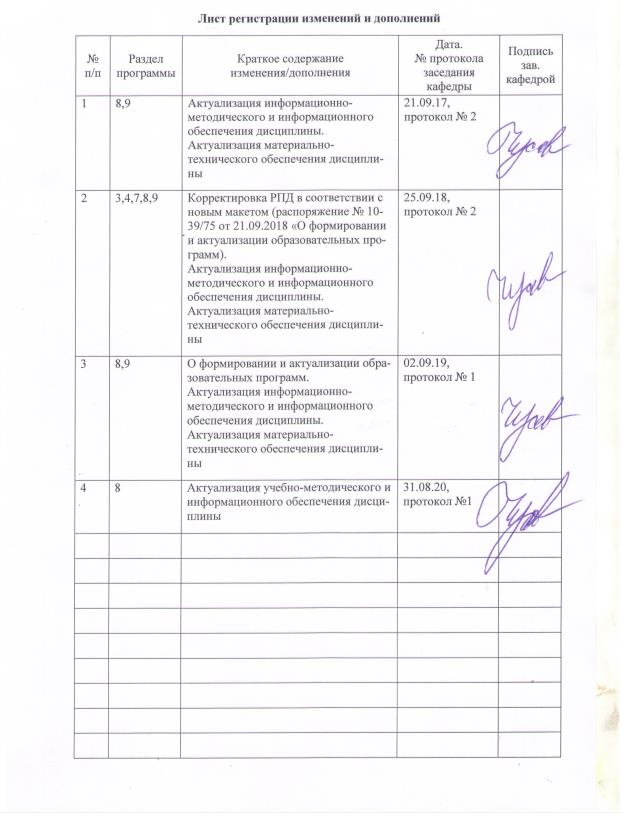 Лист регистрации изменений и дополнений
№ п/п
Раздел программы
Краткое содержание изменения/дополнения
Дата. № протокола заседания кафедры
Подпись зав. кафедрой
1
8,9
Актуализация информационно-
методического и информационного
обеспечения дисциплины.
Актуализация материально-
технического обеспечения дисципли-
ны
21.09.17,
протокол № 2
2
3,4,7,8,9
Корректировка РПД в соответствии с
новым макетом (распоряжение № 10-
39/75 от 21.09.2018 «О формировании
и актуализации образовательных про-
грамм).
Актуализация информационно-
методического и информационного
обеспечения дисциплины.
Актуализация материально-
технического обеспечения дисципли-
ны
25.09.18,
протокол № 2
3
8,9
О формировании и актуализации обра-
зовательных программ.
Актуализация информационно-
методического и информационного
обеспечения дисциплины.
Актуализация материально-
технического обеспечения дисципли-
ны
02.09.19,
протокол № 1
4
8
Актуализация учебно-методического и
информационного обеспечения дисци-
плины
31.08.20,
протокол №1